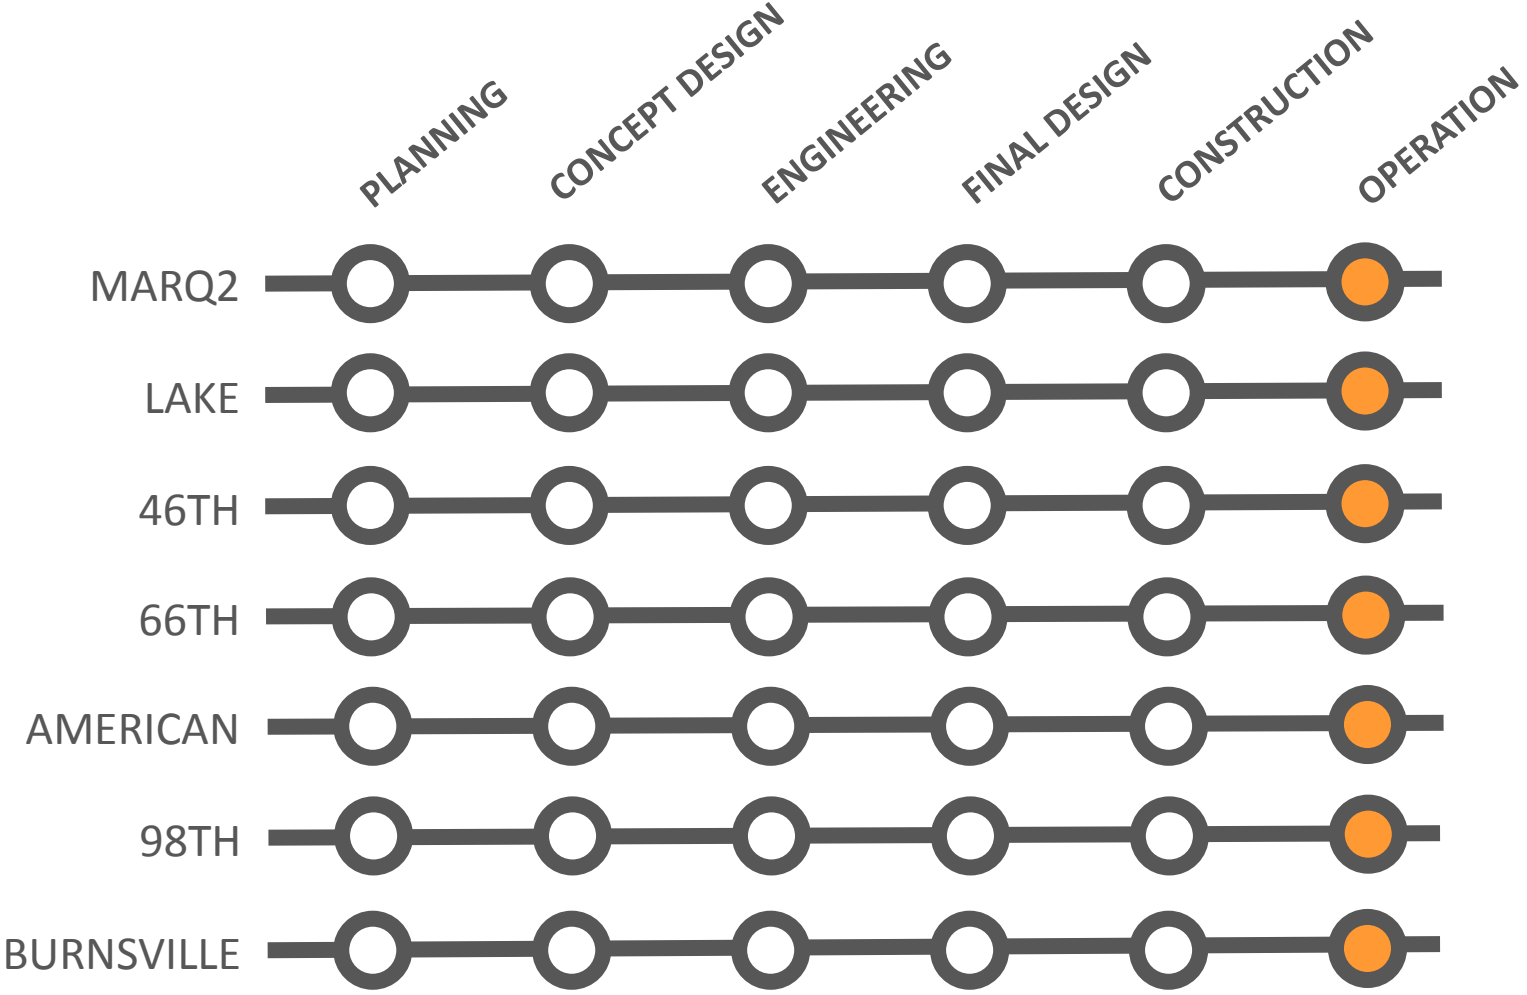 PLANNING
CONCEPT DESIGN
ENGINEERING
FINAL DESIGN
CONSTRUCTION
OPERATION
MARQ2
LAKE
46TH
66TH
AMERICAN
98TH
BURNSVILLE